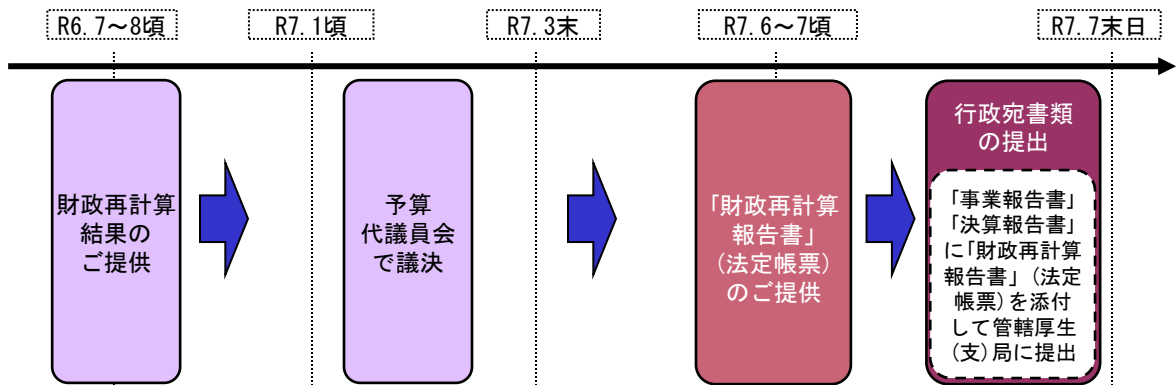 R6.7～8頃
R7.1頃
R7.3末
R7.6～7頃
R7.7末日
財政再計算
結果の
ご提供
予算
代議員会
で議決
「財政再計算
報告書」
(法定帳票)
のご提供
行政宛書類
の提出
「事業報告書」
「決算報告書」
に「財政再計算
報告書」(法定
帳票)を添付
して管轄厚生
(支)局に提出